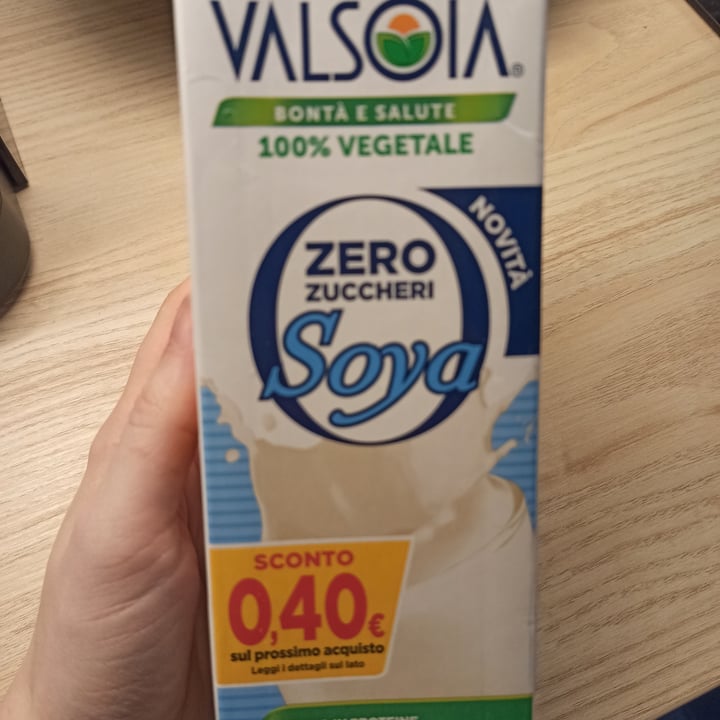 VALSOIA®
BONTÀ E SALUTE
100% VEGETALE
NOVITÀ
ZERO
ZUCCHERI
Soya
SCONTO
0,40€
sul prossimo acquisto
Leggi i dettagli sul lato
PROTEINE